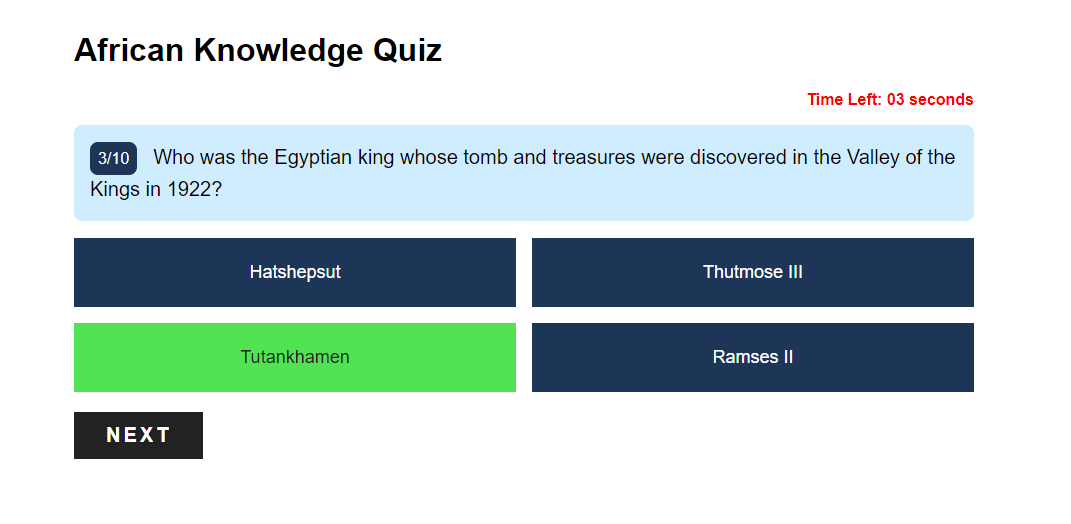 African Knowledge Quiz
Time Left: 03 seconds
3/10 Who was the Egyptian king whose tomb and treasures were discovered in the Valley of the
Kings in 1922?
Hatshepsut
Thutmose III
Tutankhamen
Ramses II
NEXT